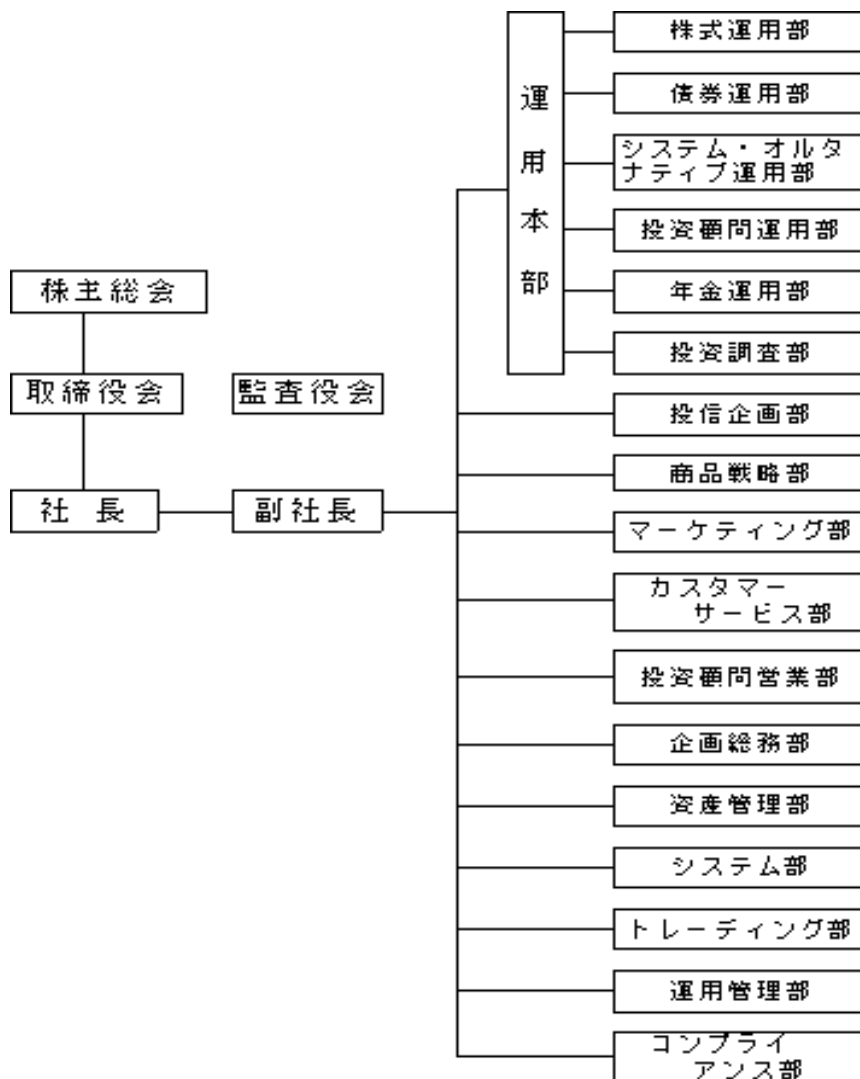 株主総会
取締役会
監査役会
社長
副社長
運用本部
株式運用部
債券運用部
システム・オルタ
ナティブ運用部
投資顧問運用部
年金運用部
投資調査部
投信企画部
商品戦略部
マーケティング部
カスタマー
サービス部
投資顧問営業部
企画総務部
資産管理部
システム部
トレーディング部
運用管理部
コンプライ
アンス部